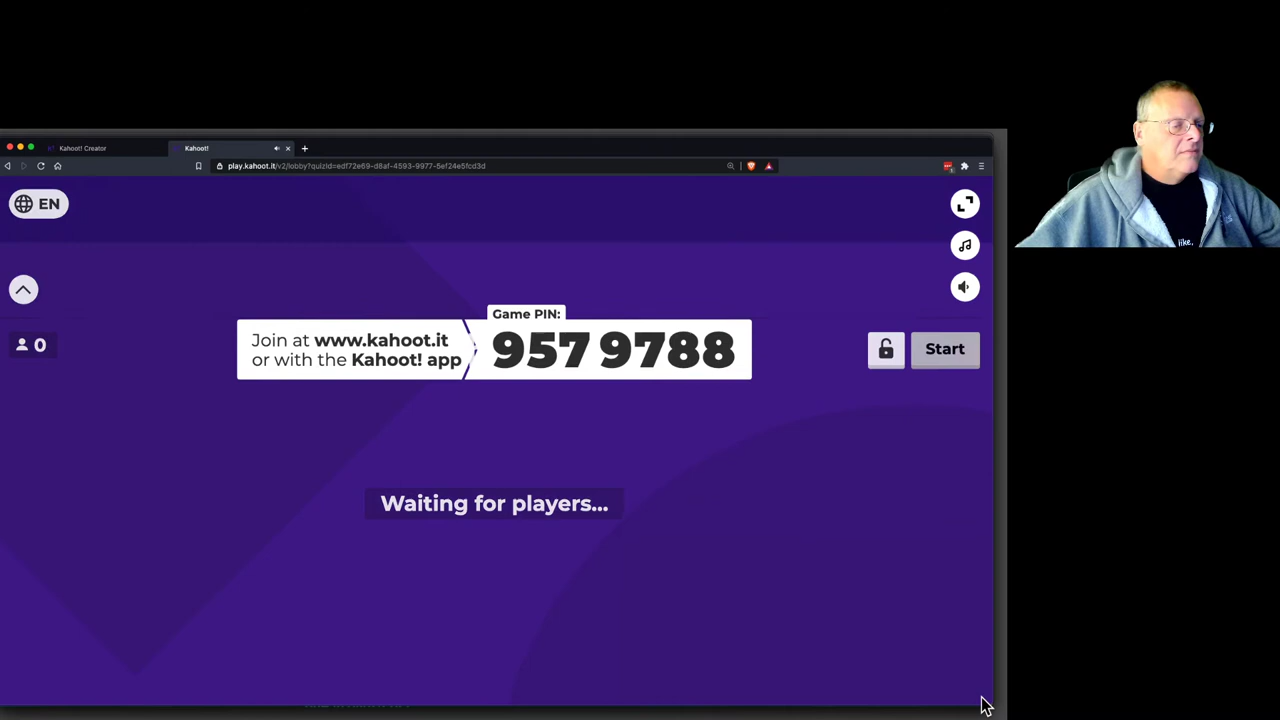 Kahoot! Creator
Kahoot!
play.kahoot.it/v2/lobby?quizId=edf72e69-d8af-4593-9977-5ef24e5fcd3d
EN
Game PIN:
Join at www.kahoot.it
or with the Kahoot! app
957 9788
0
Start
Waiting for players...
like,